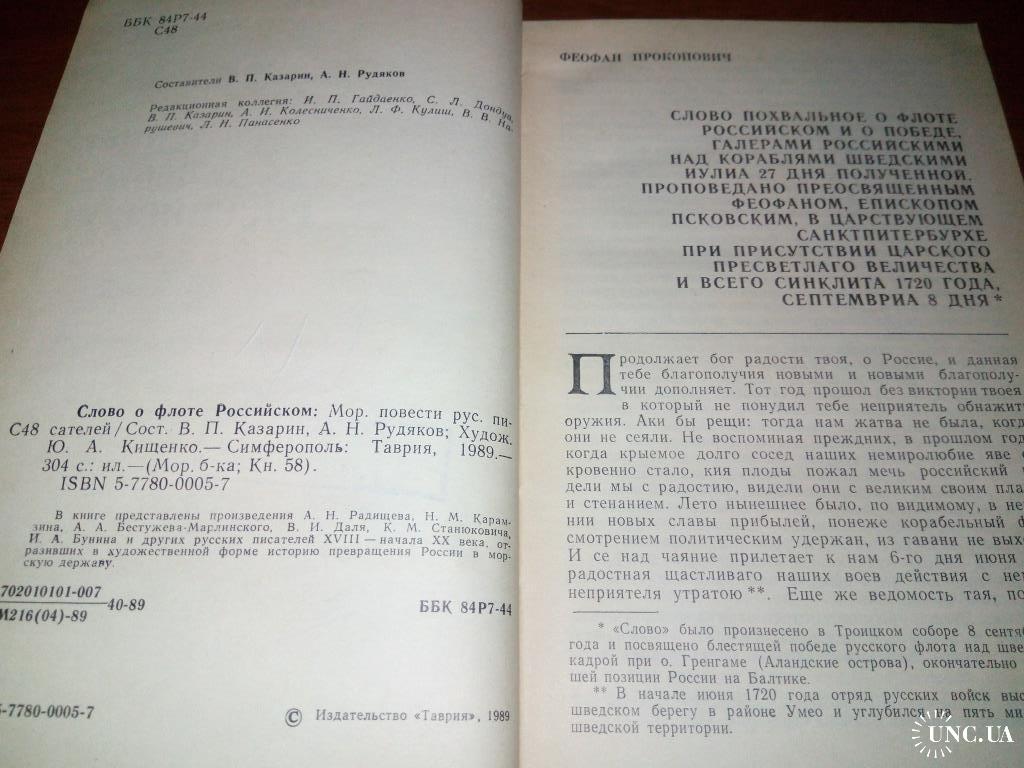 ББК 84Р7-44
С48
Составители В. П. Казарин, А. Н. Рудяков
Редакционная коллегия: И. П. Гайдаенко, С. Л. Дондуа,
В. П. Казарин, А. И. Колесниченко, Л. Ф. Кулиш, В. В. На-
рушевич, Л. Н. Панасенко
Слово о флоте Российском: Мор. повести рус. пи-
С48 сателей / Сост. В. П. Казарин, А. Н. Рудяков; Худож.
Ю. А. Кищенко.— Симферополь: Таврия, 1989.—
304 с.: ил.— (Мор. б-ка; Кн. 58).
ISBN 5-7780-0005-7
В книге представлены произведения А. Н. Радищева, Н. М. Карам-
зина, А. А. Бестужева-Марлинского, В. И. Даля, К. М. Станюковича,
И. А. Бунина и других русских писателей XVIII — начала XX века, от-
разивших в художественной форме историю превращения России в мор-
скую державу.
702010101-007
М216(04)-89
40-89
ББК 84Р7-44
5-7780-0005-7
© Издательство «Таврия», 1989
ФЕОФАН ПРОКОПОВИЧ
СЛОВО ПОХВАЛЬНОЕ О ФЛОТЕ
РОССИЙСКОМ И О ПОБЕДЕ,
ГАЛЕРАМИ РОССИЙСКИМИ
НАД КОРАБЛЯМИ ШВЕДСКИМИ
ИУЛИА 27 ДНЯ ПОЛУЧЕННОЙ.
ПРОПОВЕДАНО ПРЕОСВЯЩЕННЫМ
ФЕОФАНОМ, ЕПИСКОПОМ
ПСКОВСКИМ, В ЦАРСТВУЮЩЕМ
САНКТПИТЕРБУРХЕ
ПРИ ПРИСУТСТВИИ ЦАРСКОГО
ПРЕСВЕТЛАГО ВЕЛИЧЕСТВА
И ВСЕГО СИНКЛИТА 1720 ГОДА,
СЕПТЕМВРИА 8 ДНЯ *
Продолжает бог радости твоя, о Россие, и данная
тебе благополучия новыми и новыми благополу-
чии дополняет. Тот год прошол без виктории твоея
в который не понудил тебе неприятель обнажить
оружия. Аки бы рещи: тогда нам жатва не была, когд
они не сеяли. Не воспоминая преждних, в прошлом год
когда крыемое долго сосед наших немиролюбие яве о
кровенно стало, кия плоды пожал мечь российский
дели мы с радостию, видели они с великим своим пла
и стенанием. Лето нынешнее было, по видимому, в не
нии новых славы прибылей, понеже корабельный ф
смотрением политическим удержан, из гавани не вых
И се над чаяние прилетает к нам 6-го дня июня
радостная щастливаго наших воев действия с не
неприятеля утратою **. Еще же ведомость тая, по
* «Слово» было произнесено в Троицком соборе 8 сентяб
года и посвящено блестящей победе русского флота над шве
кадрой при о. Гренгаме (Аландские острова), окончательно
шей позиции России на Балтике.
** В начале июня 1720 года отряд русских войск выс
шведском берегу в районе Умео и углубился на пять ми
шведской территории.
UNC.UA